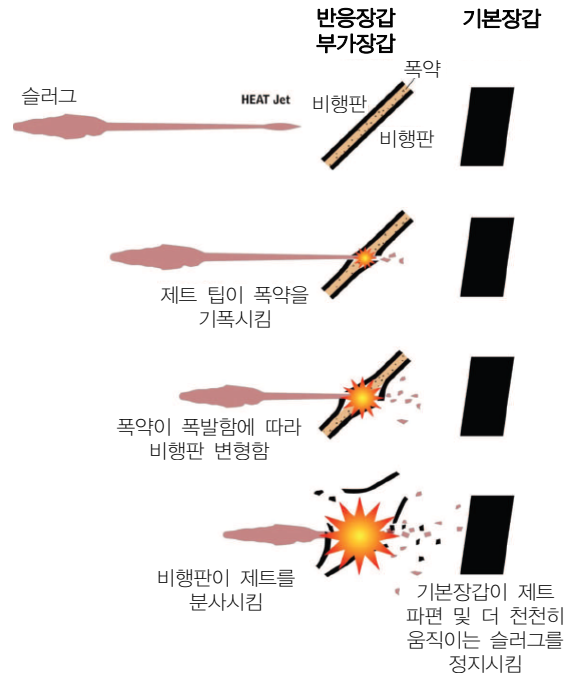 반응장갑
부가장갑
기본장갑
폭약
슬러그
HEAT Jet
비행판
비행판
제트 팁이 폭약을
기폭시킴
폭약이 폭발함에 따라
비행판 변형함
비행판이 제트를
분사시킴
기본장갑이 제트
파편 및 더 천천히
움직이는 슬러그를
정지시킴